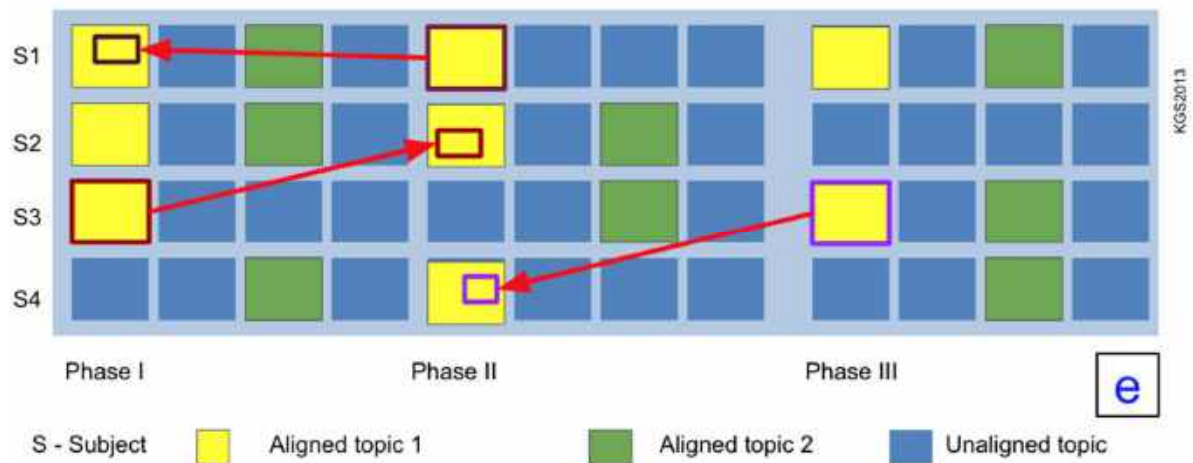 S1
S2
S3
S4
KGS2013
Phase I Phase II Phase III
e
S - Subject Aligned topic 1 Aligned topic 2 Unaligned topic